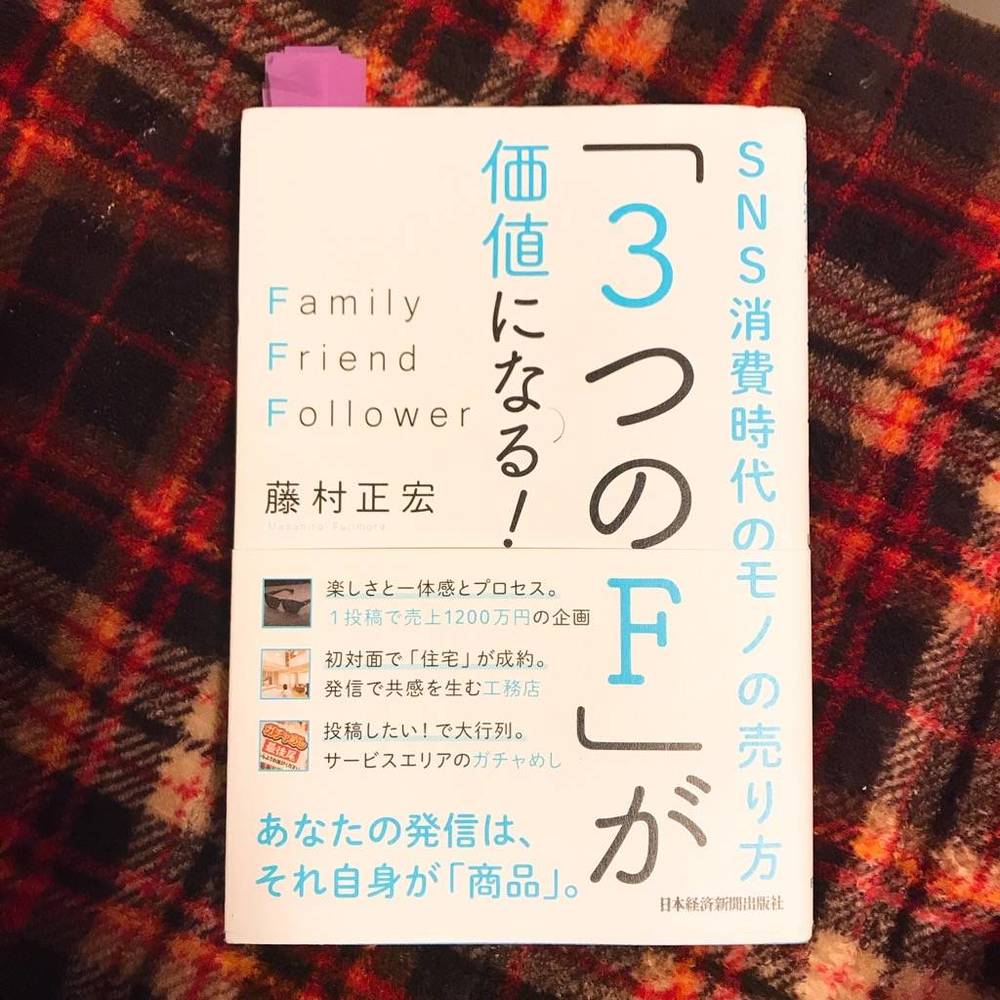 SNS消費時代のモノの売り方
「3つのF」が
価値になる!
Family
Friend
Follower
藤村正宏
Masahiro Fujimura
楽しさと一体感とプロセス。
1投稿で売上1200万円の企画
初対面で「住宅」が成約。
発信で共感を生む工務店
投稿したい!で大行列。
サービスエリアのガチャめし
あなたの発信は、
それ自身が「商品」。
日本経済新聞出版社